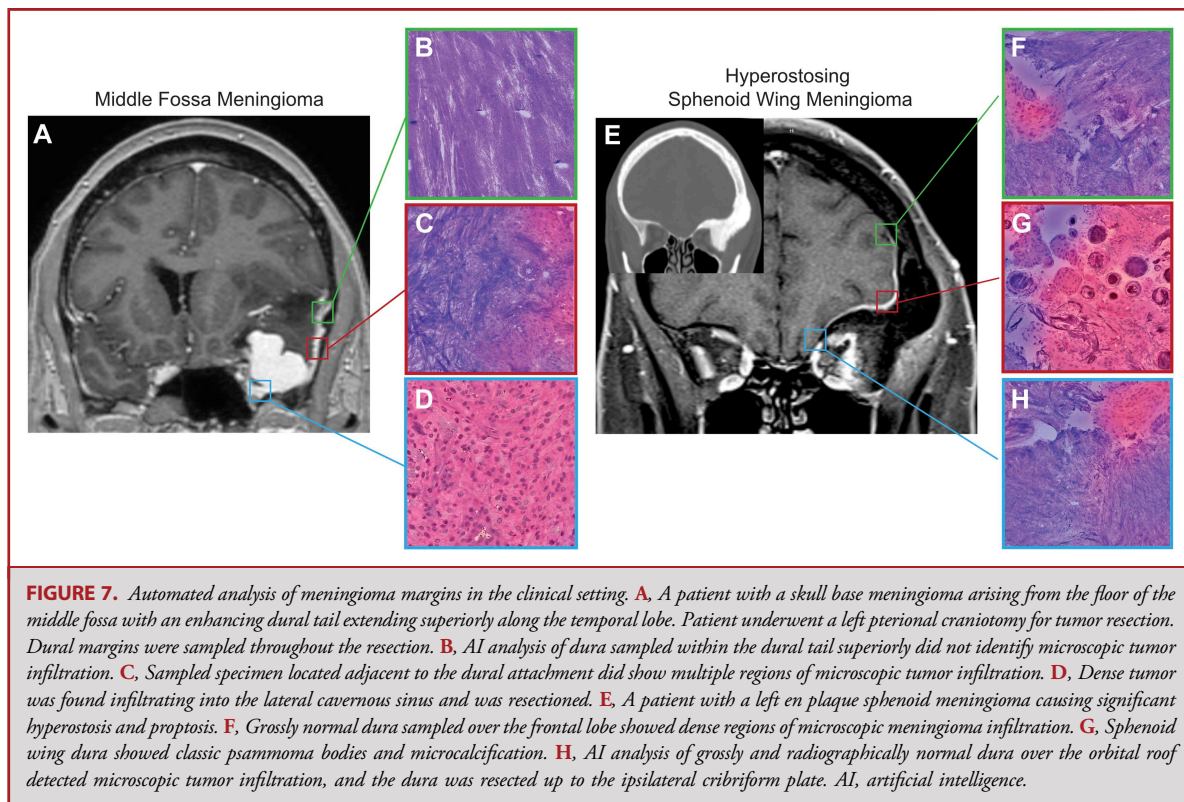 Middle Fossa Meningioma
A
B
C
D
Hyperostosing
Sphenoid Wing Meningioma
E
F
G
H
FIGURE 7. Automated analysis of meningioma margins in the clinical setting. A, A patient with a skull base meningioma arising from the floor of the
middle fossa with an enhancing dural tail extending superiorly along the temporal lobe. Patient underwent a left pterional craniotomy for tumor resection.
Dural margins were sampled throughout the resection. B, AI analysis of dura sampled within the dural tail superiorly did not identify microscopic tumor
infiltration. C, Sampled specimen located adjacent to the dural attachment did show multiple regions of microscopic tumor infiltration. D, Dense tumor
was found infiltrating into the lateral cavernous sinus and was resectioned. E, A patient with a left en plaque sphenoid meningioma causing significant
hyperostosis and proptosis. F, Grossly normal dura sampled over the frontal lobe showed dense regions of microscopic meningioma infiltration. G, Sphenoid
wing dura showed classic psammoma bodies and microcalcification. H, AI analysis of grossly and radiographically normal dura over the orbital roof
detected microscopic tumor infiltration, and the dura was resected up to the ipsilateral cribriform plate. AI, artificial intelligence.